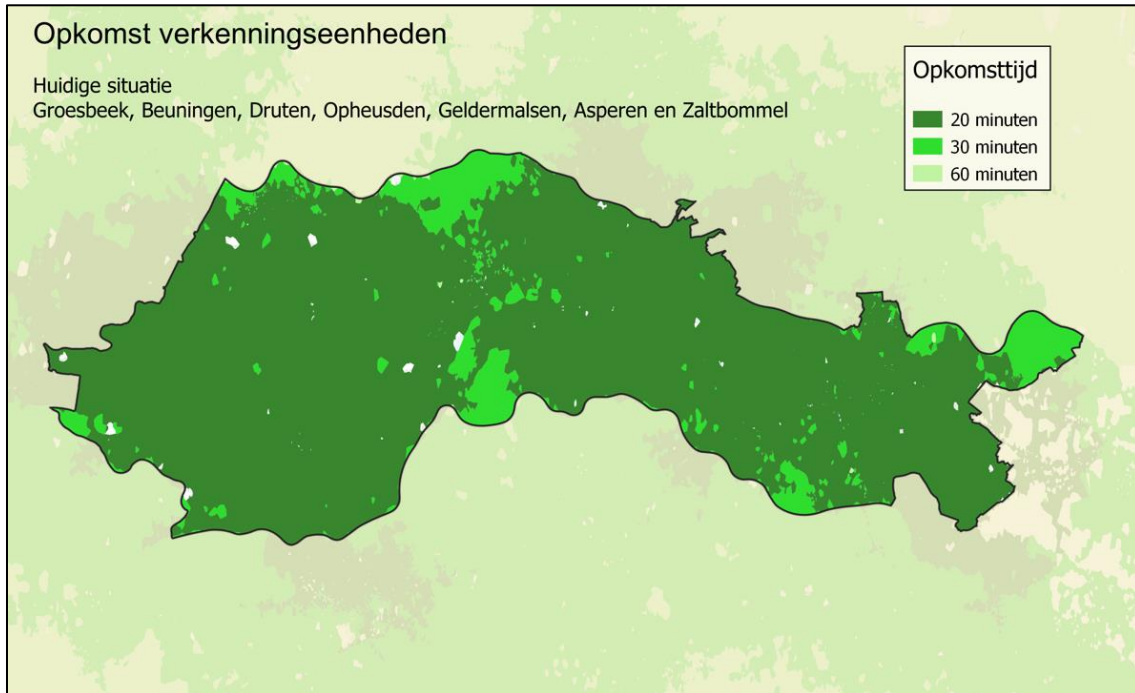 Opkomst verkenningseenheden
Huidige situatie
Groesbeek, Beuningen, Druten, Opheusden, Geldermalsen, Asperen en Zaltbommel
Opkomsttijd
20 minuten
30 minuten
60 minuten